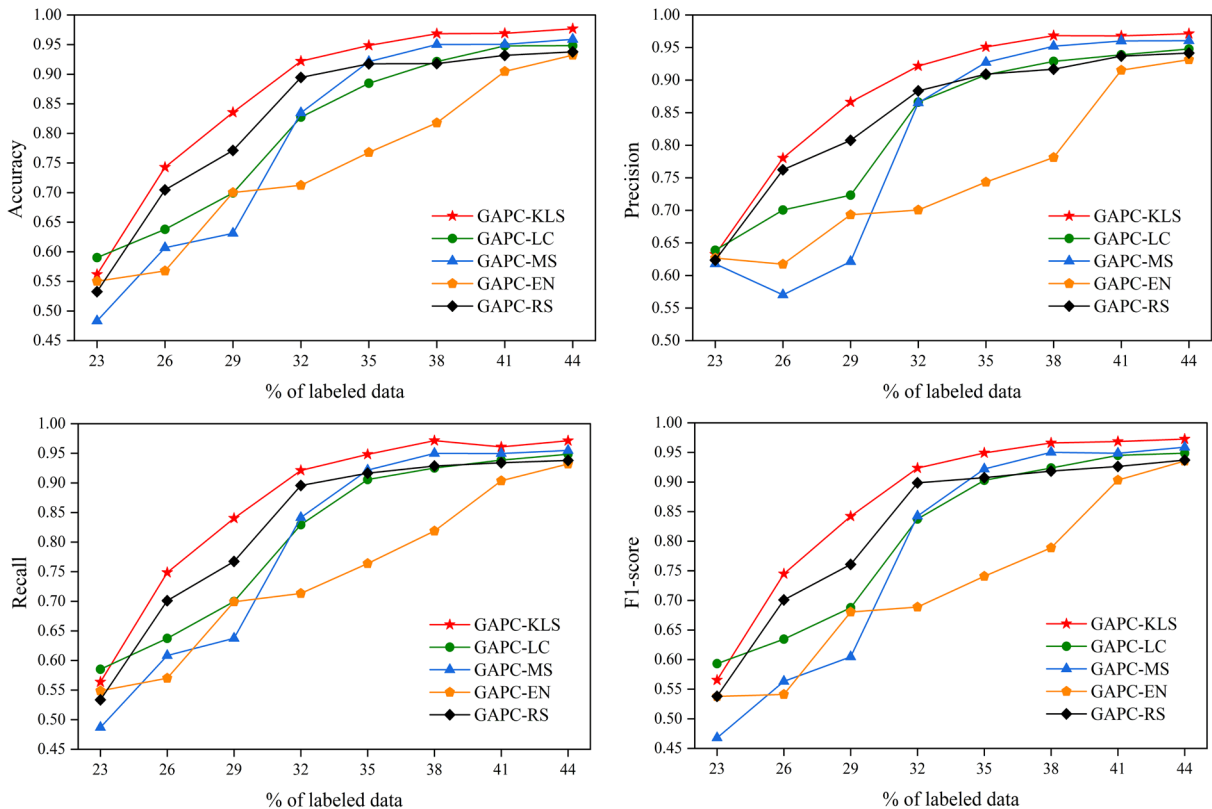 1.00
0.95
0.90
0.85
0.80
0.75
0.70
0.65
0.60
0.55
0.50
0.45
Accuracy
GAPC-KLS
GAPC-LC
GAPC-MS
GAPC-EN
GAPC-RS
23 26 29 32 35 38 41 44
% of labeled data
1.00
0.95
0.90
0.85
0.80
0.75
0.70
0.65
0.60
0.55
0.50
Precision
GAPC-KLS
GAPC-LC
GAPC-MS
GAPC-EN
GAPC-RS
23 26 29 32 35 38 41 44
% of labeled data
1.00
0.95
0.90
0.85
0.80
0.75
0.70
0.65
0.60
0.55
0.50
0.45
Recall
GAPC-KLS
GAPC-LC
GAPC-MS
GAPC-EN
GAPC-RS
23 26 29 32 35 38 41 44
% of labeled data
1.00
0.95
0.90
0.85
0.80
0.75
0.70
0.65
0.60
0.55
0.50
0.45
F1-score
GAPC-KLS
GAPC-LC
GAPC-MS
GAPC-EN
GAPC-RS
23 26 29 32 35 38 41 44
% of labeled data